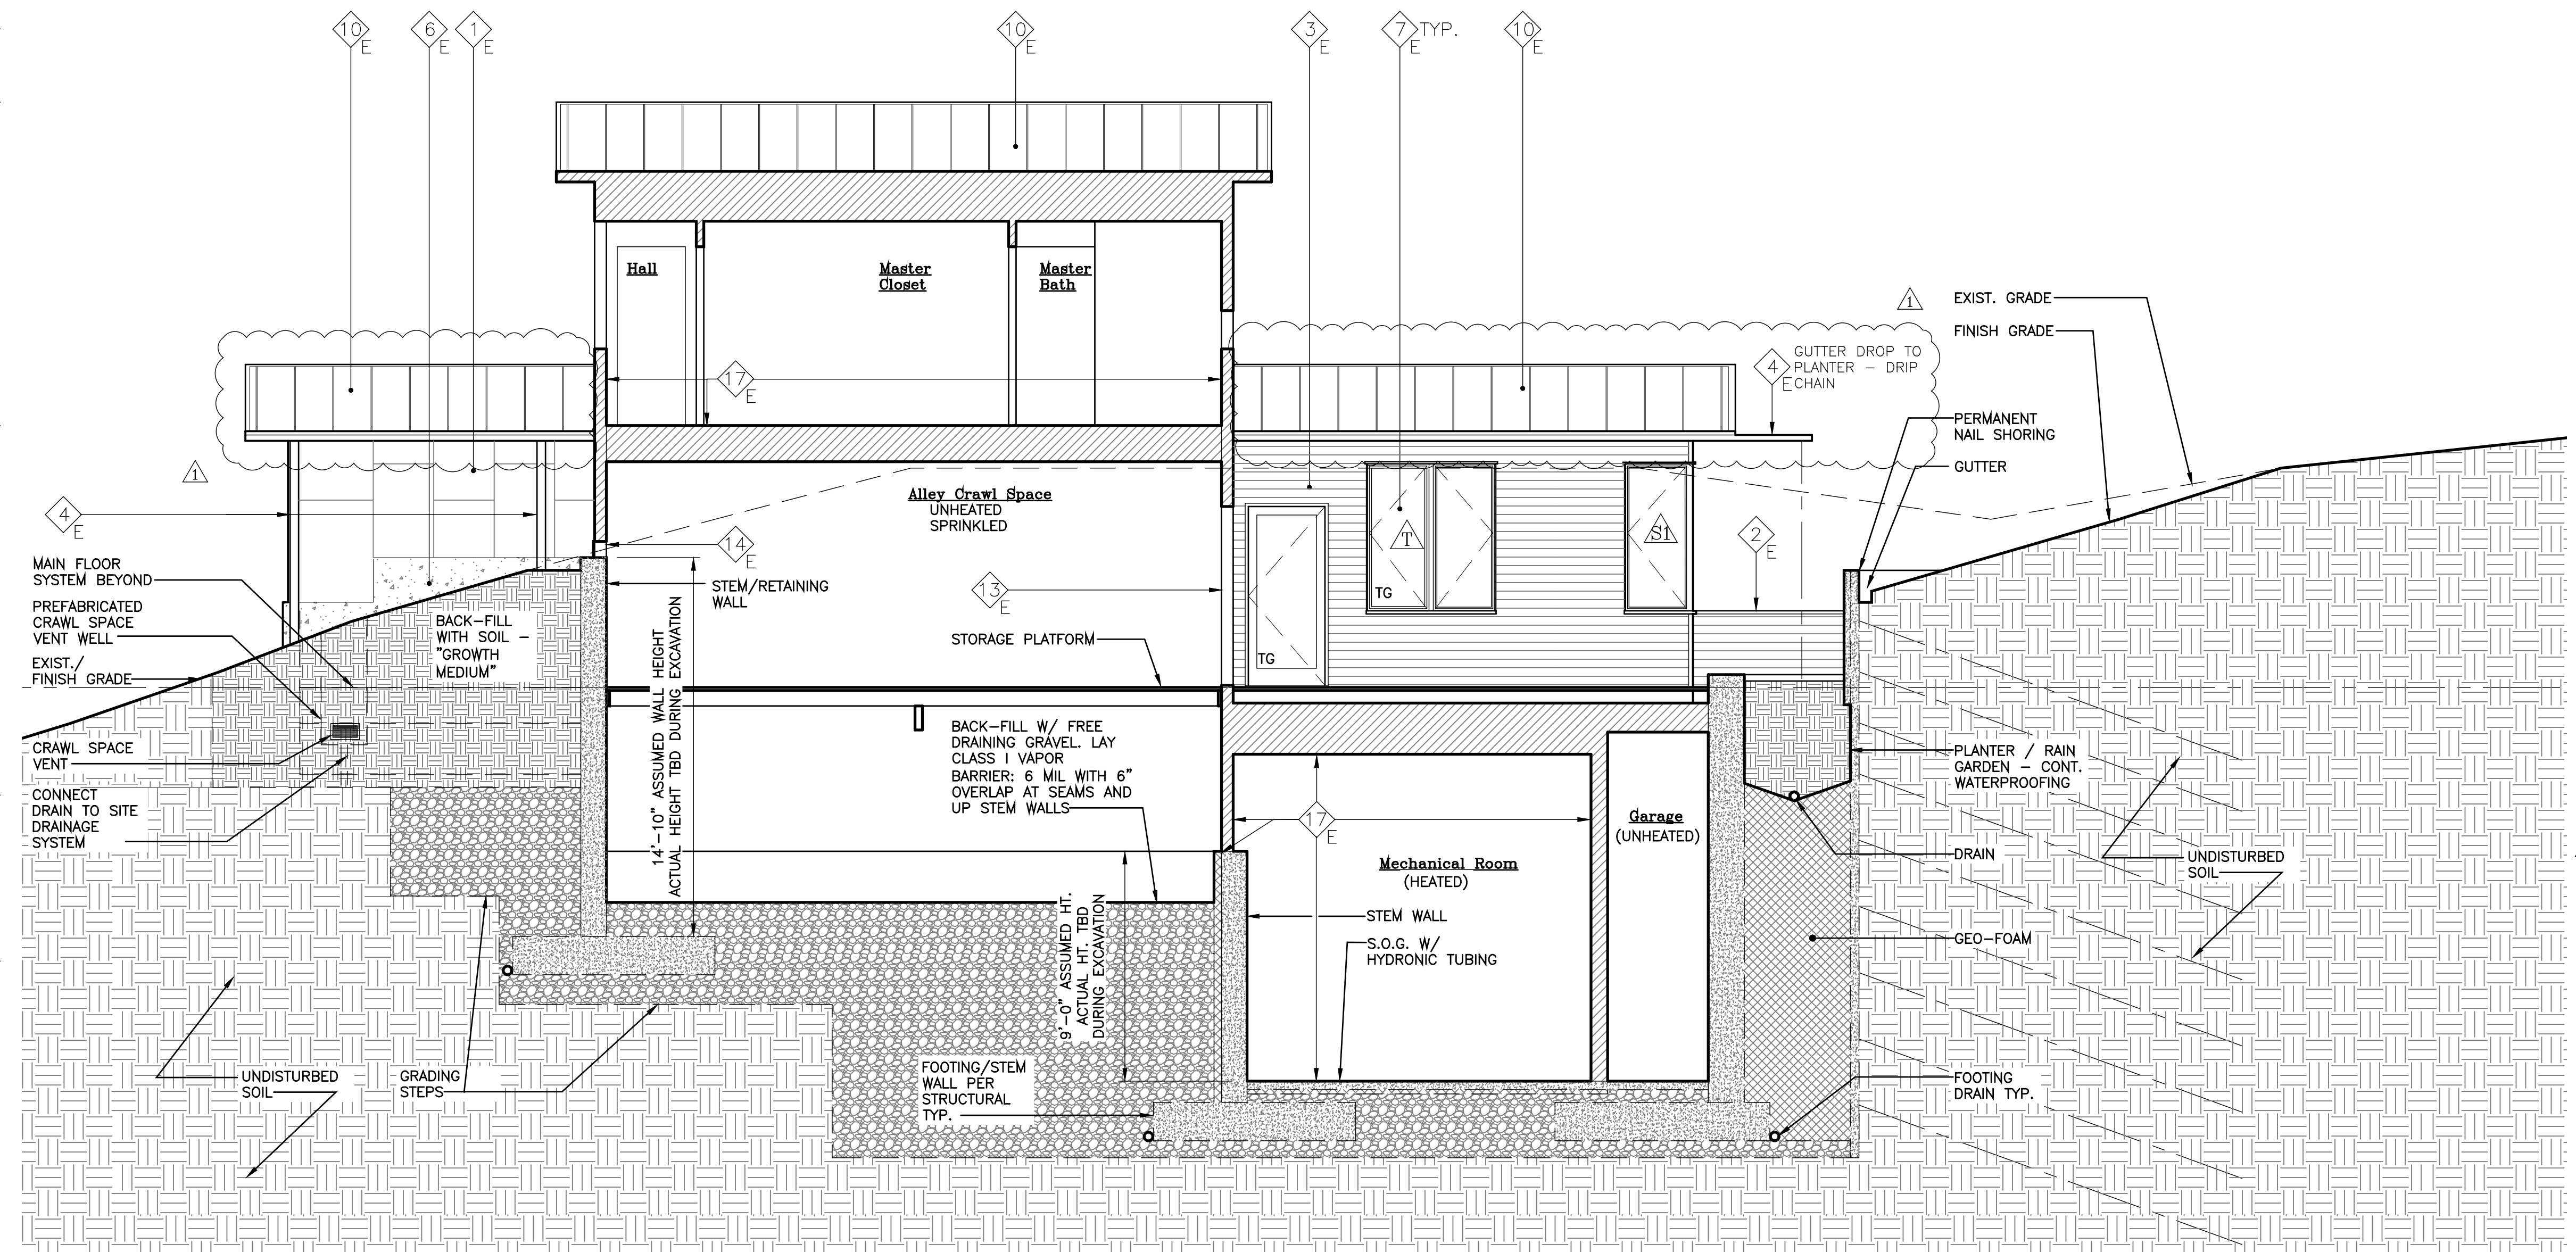 10 E
6 E
1 E
10 E
3 E
7 E TYP.
10 E
Hall
Master
Closet
Master
Bath
17 E
1
EXIST. GRADE
FINISH GRADE
4 E
GUTTER DROP TO
PLANTER – DRIP
CHAIN
PERMANENT
NAIL SHORING
GUTTER
1
4 E
Alley Crawl Space
UNHEATED
SPRINKLED
14 E
13 E
T
S1
2 E
TG
TG
MAIN FLOOR
SYSTEM BEYOND
PREFABRICATED
CRAWL SPACE
VENT WELL
EXIST./
FINISH GRADE
BACK–FILL
WITH SOIL –
"GROWTH
MEDIUM"
STEM/RETAINING
WALL
STORAGE PLATFORM
14'–10" ASSUMED WALL HEIGHT
ACTUAL HEIGHT TBD DURING EXCAVATION
CRAWL SPACE
VENT
CONNECT
DRAIN TO SITE
DRAINAGE
SYSTEM
BACK–FILL W/ FREE
DRAINING GRAVEL. LAY
CLASS I VAPOR
BARRIER: 6 MIL WITH 6"
OVERLAP AT SEAMS AND
UP STEM WALLS
17 E
Garage
(UNHEATED)
Mechanical Room
(HEATED)
PLANTER / RAIN
GARDEN – CONT.
WATERPROOFING
DRAIN
UNDISTURBED
SOIL
9'–0" ASSUMED HT.
ACTUAL HT. TBD
DURING EXCAVATION
STEM WALL
S.O.G. W/
HYDRONIC TUBING
GEO–FOAM
UNDISTURBED
SOIL
GRADING
STEPS
FOOTING/STEM
WALL PER
STRUCTURAL
TYP.
FOOTING
DRAIN TYP.